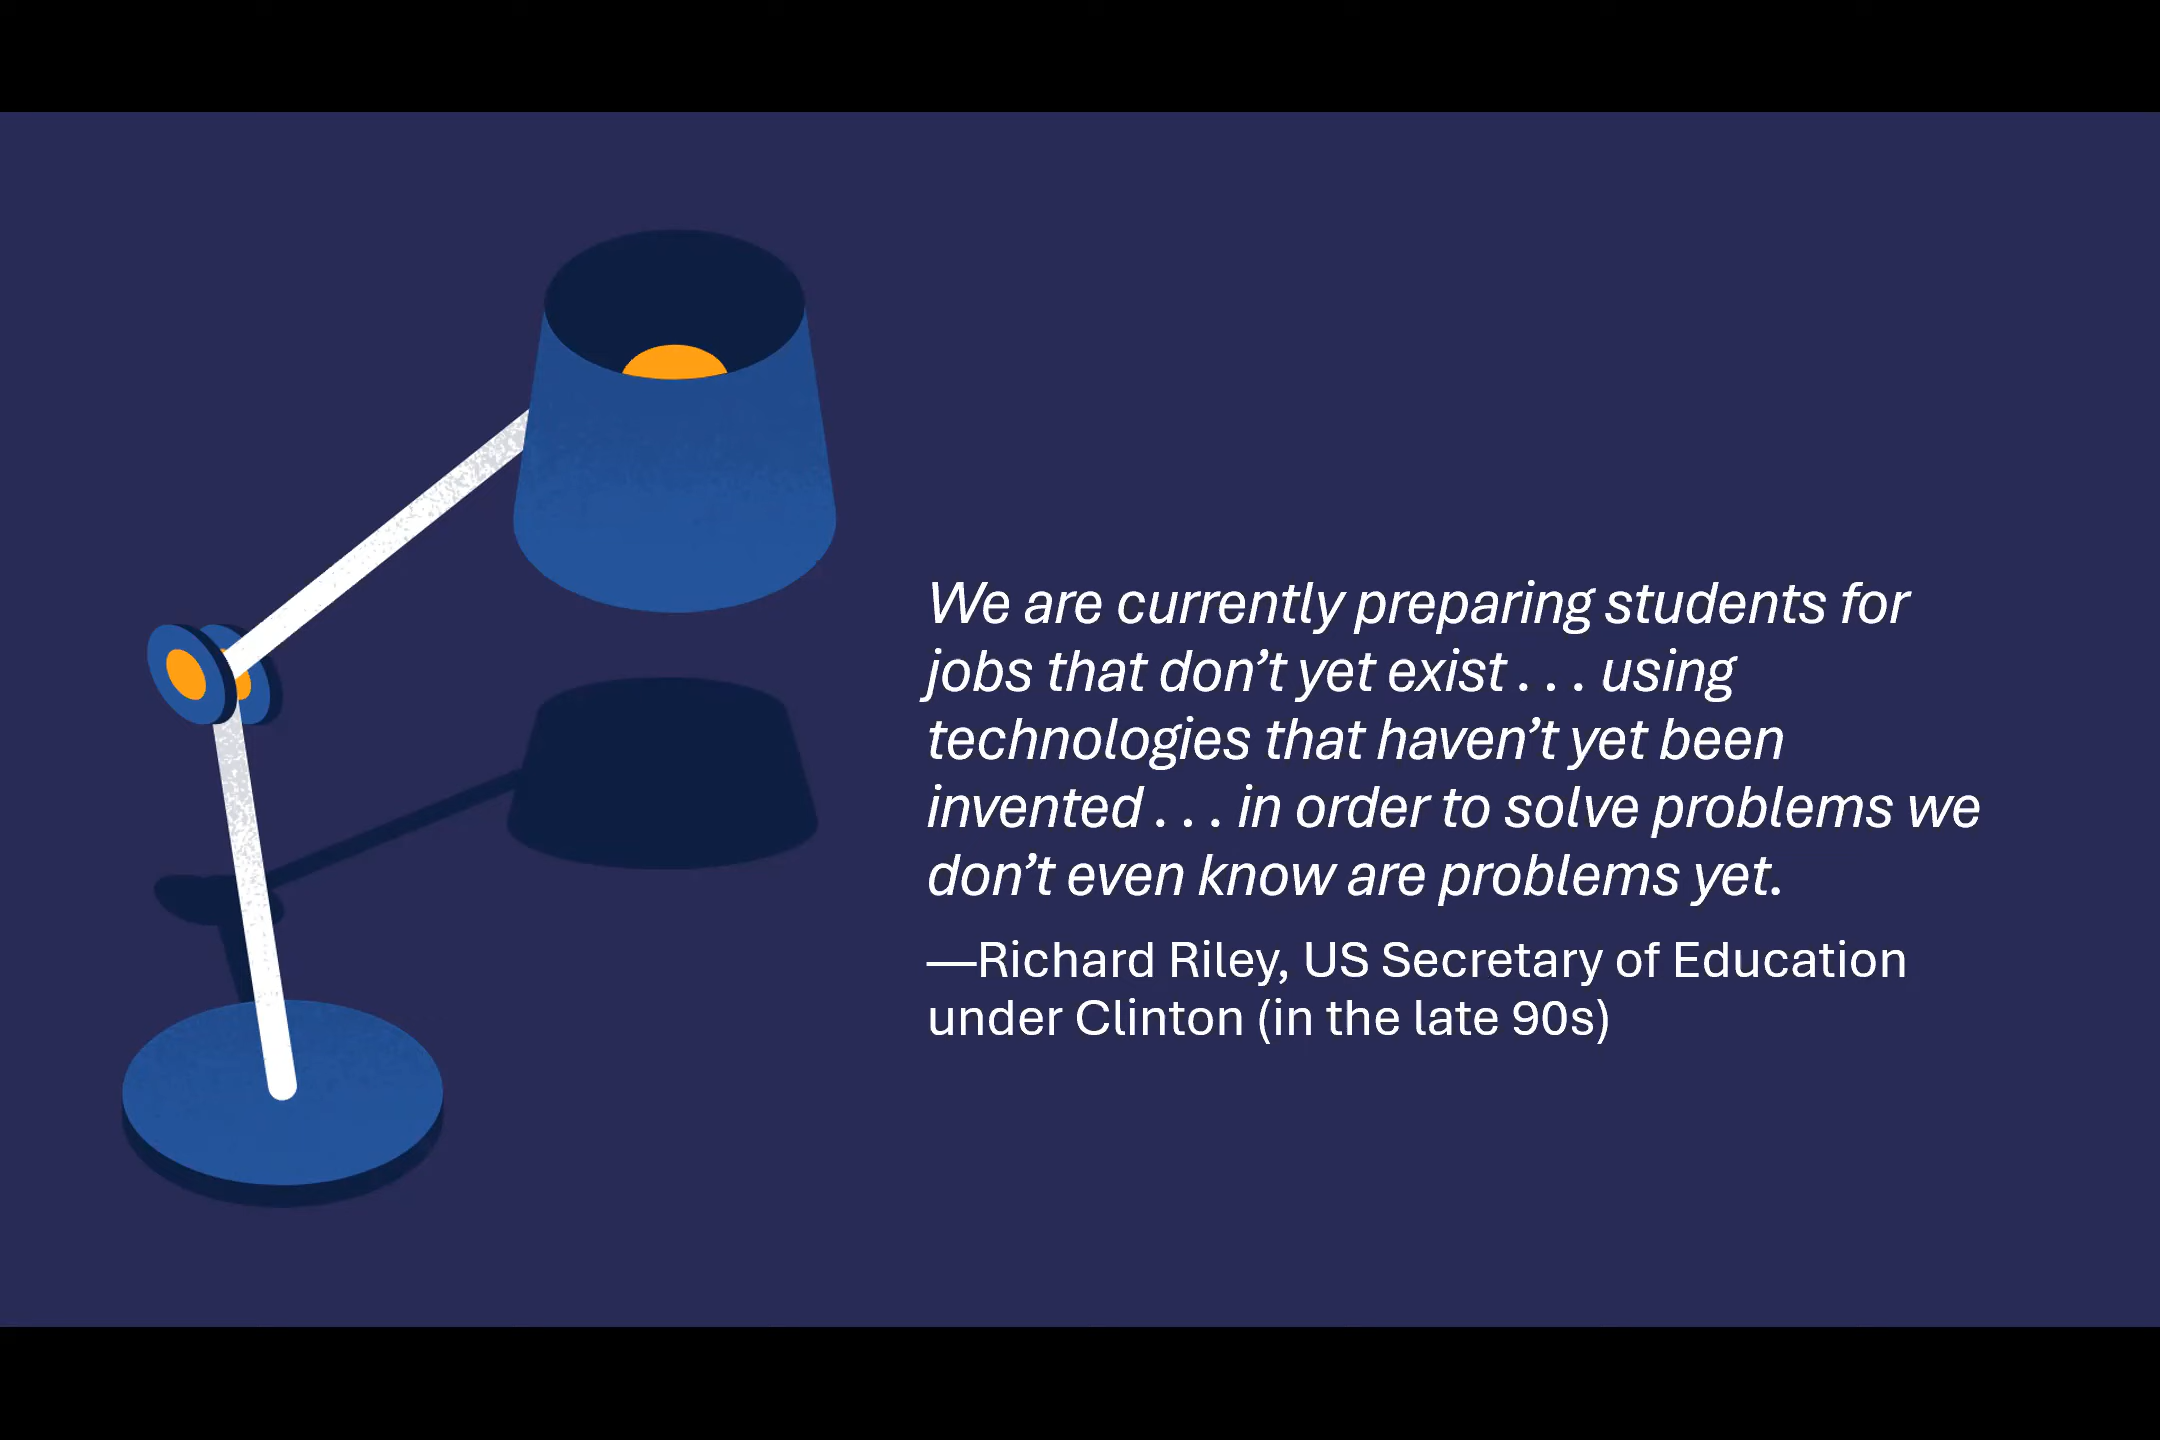 We are currently preparing students for
jobs that don’t yet exist . . . using
technologies that haven’t yet been
invented . . . in order to solve problems we
don’t even know are problems yet.
—Richard Riley, US Secretary of Education
under Clinton (in the late 90s)